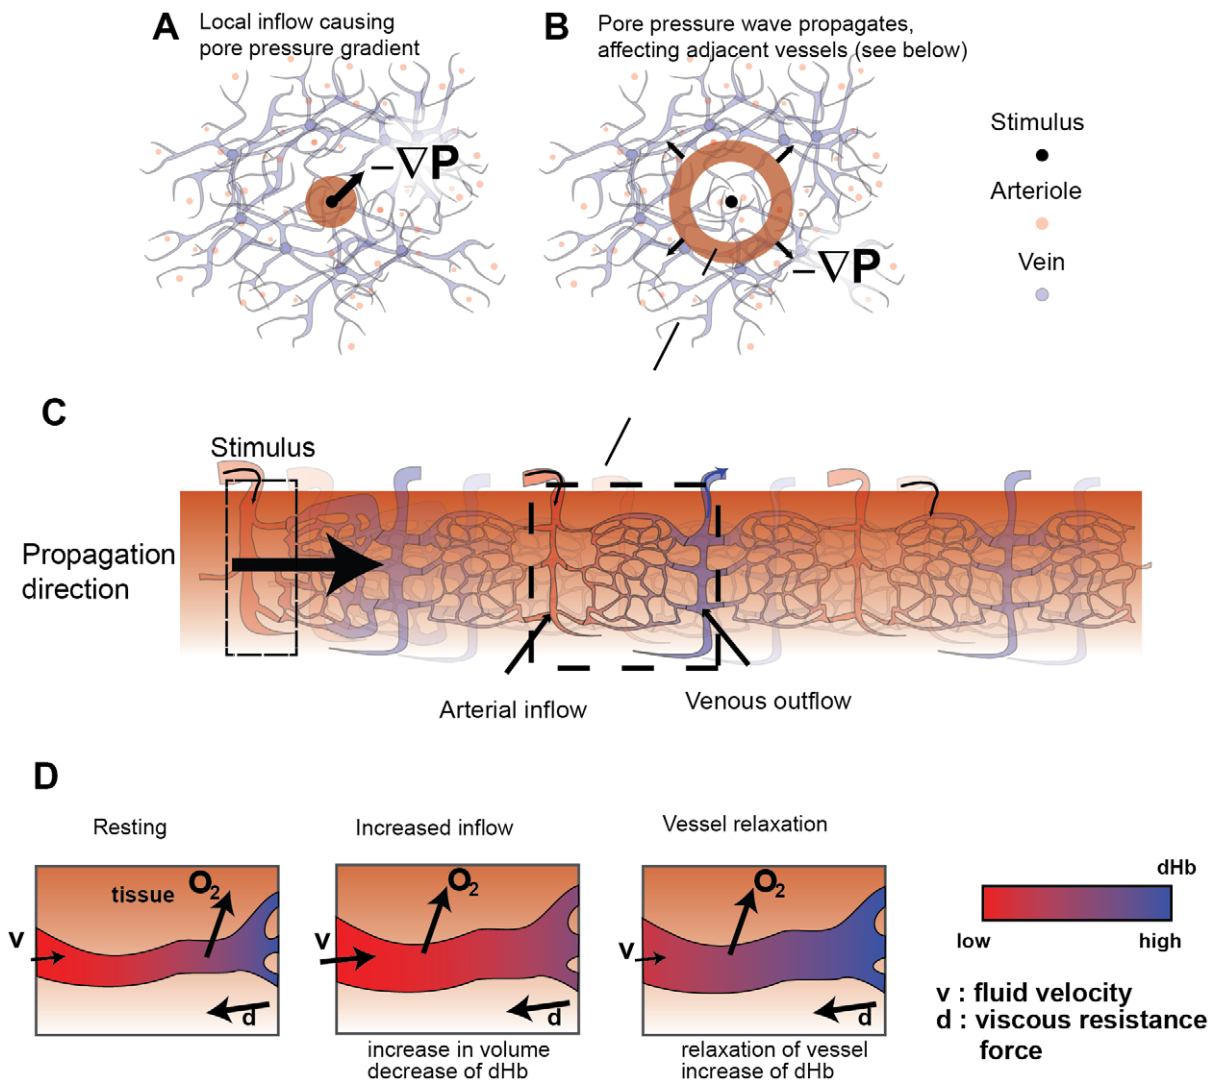 A
Local inflow causing
pore pressure gradient
−∇P
B
Pore pressure wave propagates,
affecting adjacent vessels (see below)
−∇P
Stimulus
Arteriole
Vein
C
Stimulus
Propagation
direction
Arterial inflow
Venous outflow
D
Resting
tissue
O2
v
d
Increased inflow
O2
v
d
increase in volume
decrease of dHb
Vessel relaxation
O2
v
d
relaxation of vessel
increase of dHb
dHb
low high
v : fluid velocity
d : viscous resistance
force